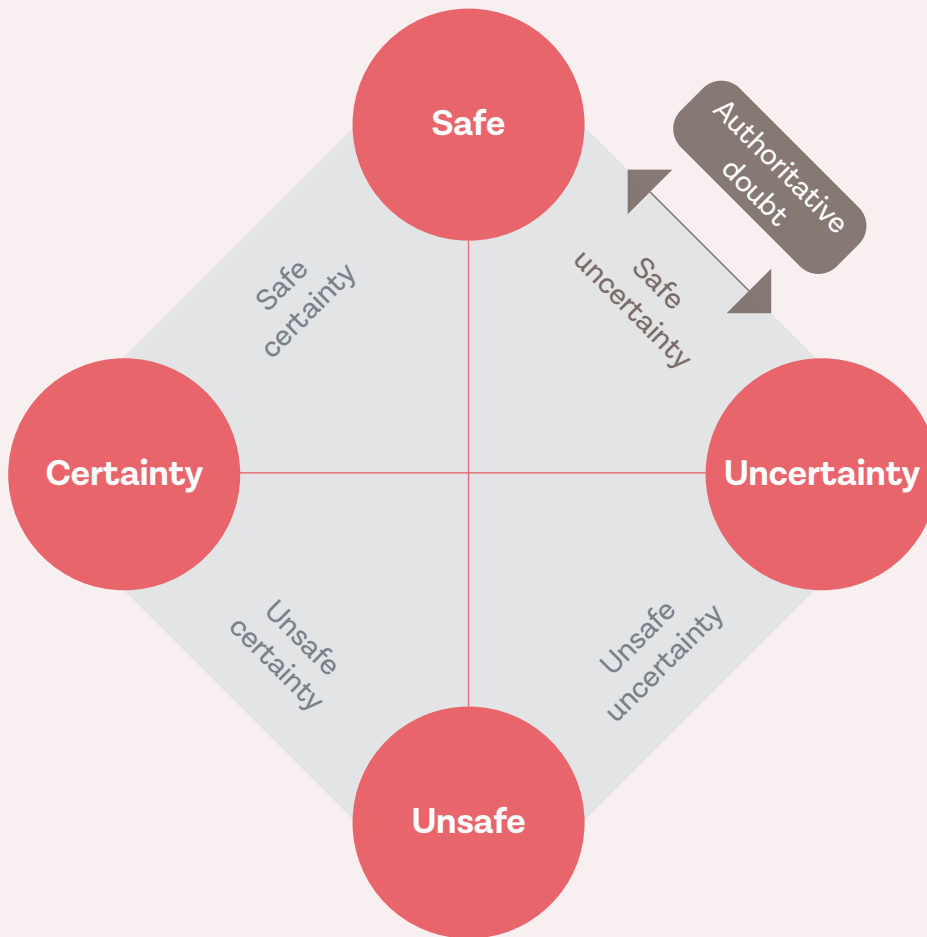 Safe
Authoritative
doubt
Safe
certainty
Safe
uncertainty
Certainty
Uncertainty
Unsafe
certainty
Unsafe
uncertainty
Unsafe